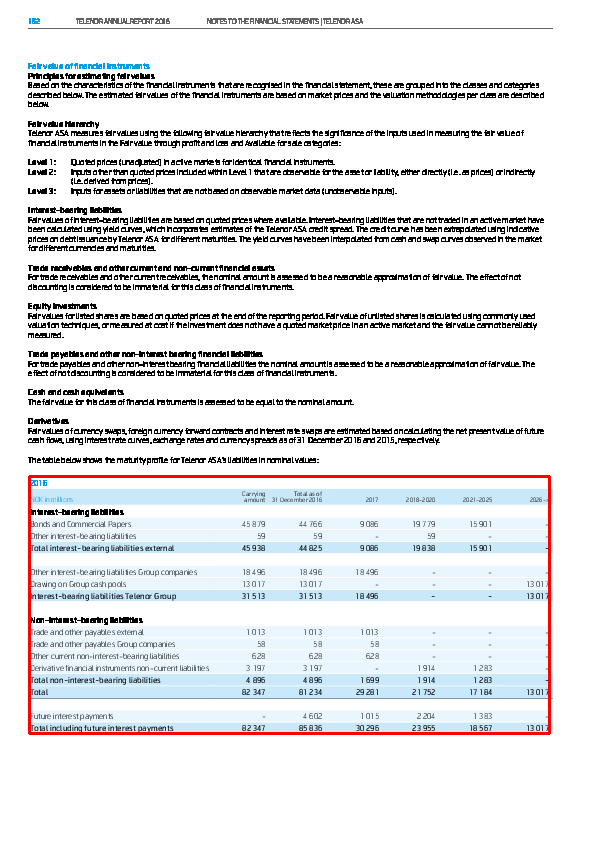 182 TELENOR ANNUAL REPORT 2016 NOTES TO THE FINANCIAL STATEMENTS | TELENOR ASA
Fair value of financial instruments
Principles for estimating fair values
Based on the characteristics of the financial instruments that are recognised in the financial statement, these are grouped into the classes and categories
described below. The estimated fair values of the financial instruments are based on market prices and the valuation methodologies per class are described
below.
Fair value hierarchy
Telenor ASA measures fair values using the following fair value hierarchy that reflects the significance of the inputs used in measuring the fair value of
financial instruments in the Fair value through profit and loss and Available for sale categories:
Level 1: Quoted prices (unadjusted) in active markets for identical financial instruments.
Level 2: Inputs other than quoted prices included within Level 1 that are observable for the asset or liability, either directly (i.e. as prices) or indirectly
(i.e. derived from prices).
Level 3: Inputs for assets or liabilities that are not based on observable market data (unobservable inputs).
Interest-bearing liabilities
Fair values of interest-bearing liabilities are based on quoted prices where available. Interest-bearing liabilities that are not traded in an active market have
been calculated using yield curves, which incorporates estimates of the Telenor ASA credit spread. The credit curve has been extrapolated using indicative
prices on debt issuance by Telenor ASA for different maturities. The yield curves have been interpolated from cash and swap curves observed in the market
for different currencies and maturities.
Trade receivables and other current and non-current financial assets
For trade receivables and other current receivables, the nominal amount is assessed to be a reasonable approximation of fair value. The effect of not
discounting is considered to be immaterial for this class of financial instruments.
Equity investments
Fair values for listed shares are based on quoted prices at the end of the reporting period. Fair value of unlisted shares is calculated using commonly used
valuation techniques, or measured at cost if the investment does not have a quoted market price in an active market and the fair value cannot be reliably
measured.
Trade payables and other non-interest bearing financial liabilities
For trade payables and other non-interest bearing financial liabilities the nominal amount is assessed to be a reasonable approximation of fair value. The
effect of not discounting is considered to be immaterial for this class of financial instruments.
Cash and cash equivalents
The fair value for this class of financial instruments is assessed to be equal to the nominal amount.
Derivatives
Fair values of currency swaps, foreign currency forward contracts and interest rate swaps are estimated based on calculating the net present value of future
cash flows, using interest rate curves, exchange rates and currency spreads as of 31 December 2016 and 2015, respectively.
The table below shows the maturity profile for Telenor ASA's liabilities in nominal values:
2016
Carrying Total as of
NOK in millions amount 31 December 2016 2017 2018-2020 2021-2025 2026->
Interest-bearing liabilities
Bonds and Commercial Papers 45 879 44 766 9 086 19 779 15 901 –
Other interest-bearing liabilities 59 59 – 59 – –
Total interest-bearing liabilities external 45 938 44 825 9 086 19 838 15 901 –
Other interest-bearing liabilities Group companies 18 496 18 496 18 496 – – –
Drawing on Group cash pools 13 017 13 017 – – – 13 017
Interest-bearing liabilities Telenor Group 31 513 31 513 18 496 – – 13 017
Non-interest-bearing liabilities
Trade and other payables external 1 013 1 013 1 013 – – –
Trade and other payables Group companies 58 58 58 – – –
Other current non-interest-bearing liabilities 628 628 628 – – –
Derivative financial instruments non-current liabilities 3 197 3 197 – 1 914 1 283 –
Total non-interest-bearing liabilities 4 896 4 896 1 699 1 914 1 283 –
Total 82 347 81 234 29 281 21 752 17 184 13 017
Future interest payments – 4 602 1 015 2 204 1 383 –
Total including future interest payments 82 347 85 836 30 296 23 955 18 567 13 017